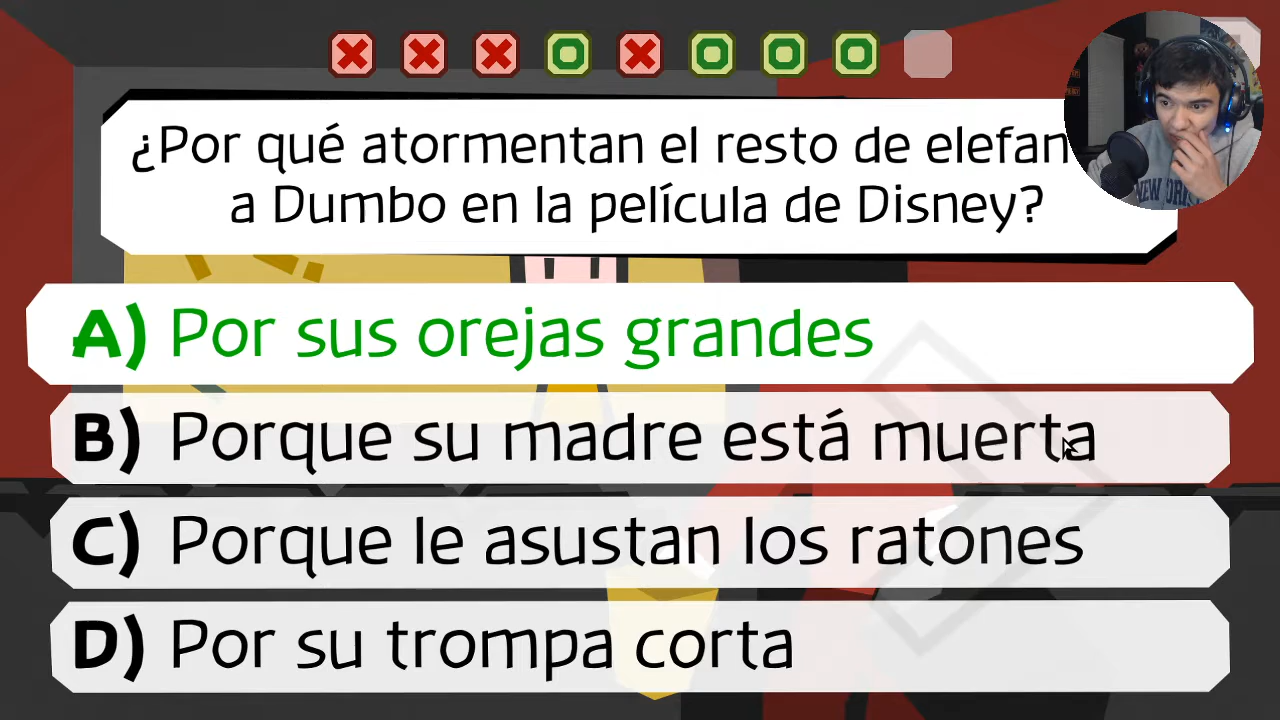 ¿Por qué atormentan el resto de elefan
a Dumbo en la película de Disney?
A) Por sus orejas grandes
B) Porque su madre está muerta
C) Porque le asustan los ratones
D) Por su trompa corta